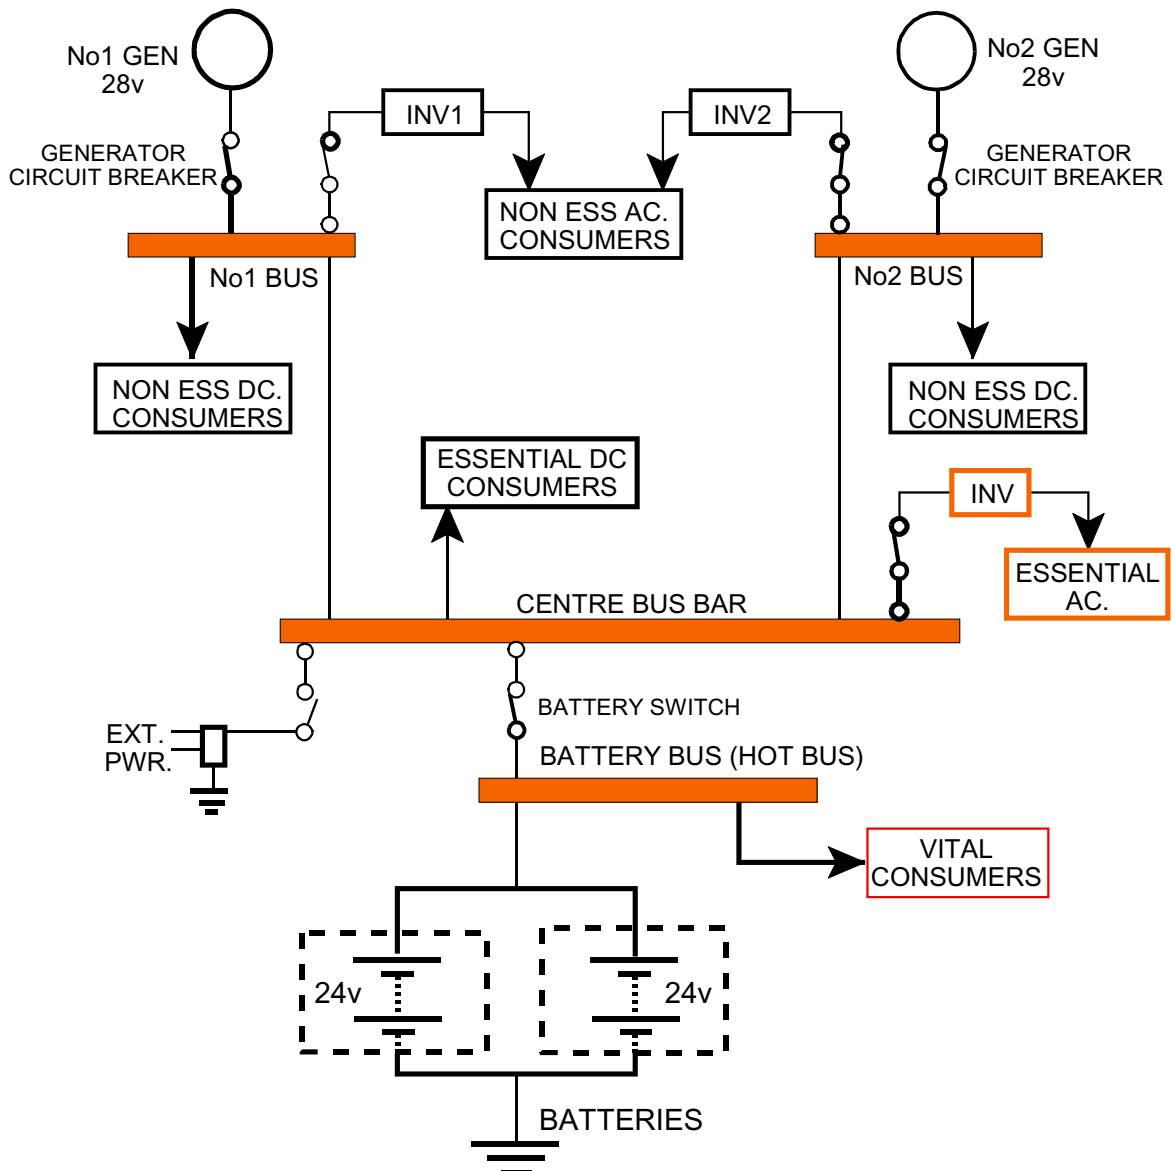 No1 GEN
28v
No2 GEN
28v
INV1
INV2
GENERATOR
CIRCUIT BREAKER
GENERATOR
CIRCUIT BREAKER
NON ESS AC.
CONSUMERS
No1 BUS
No2 BUS
NON ESS DC.
CONSUMERS
NON ESS DC.
CONSUMERS
ESSENTIAL DC
CONSUMERS
INV
ESSENTIAL
AC.
CENTRE BUS BAR
BATTERY SWITCH
EXT.
PWR.
BATTERY BUS (HOT BUS)
VITAL
CONSUMERS
24v
24v
BATTERIES